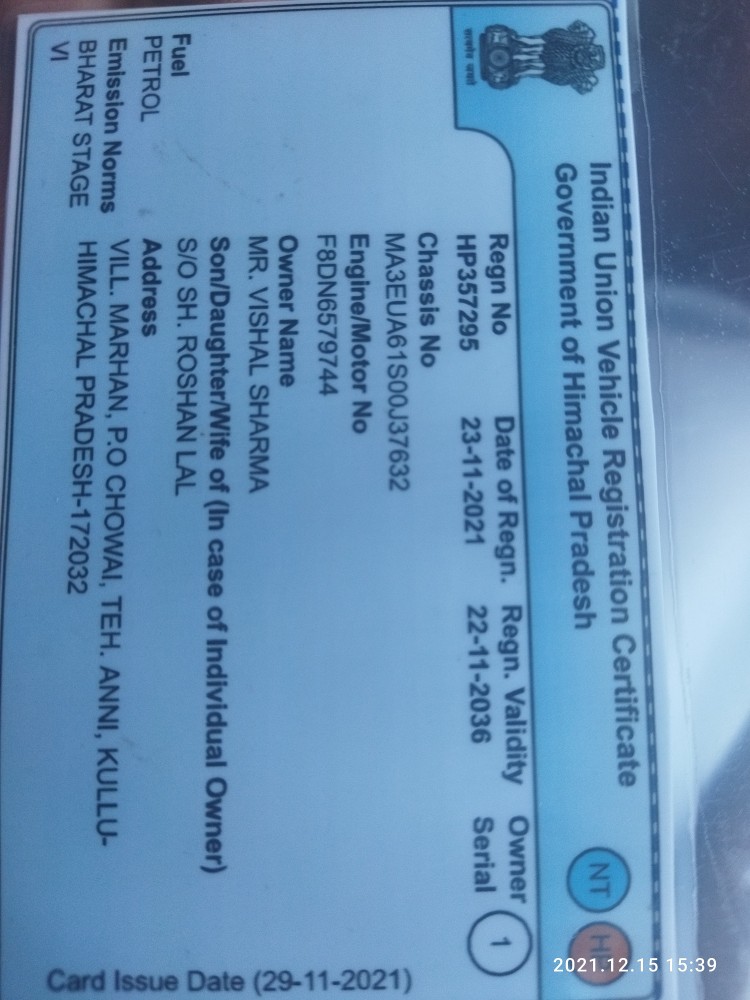 Indian Union Vehicle Registration Certificate
Government of Himachal Pradesh
NT
सत्यमेव जयते
Regn No Date of Regn. Regn. Validity Owner Serial 1
HP357295 23-11-2021 22-11-2036
Chassis No
MA3EUA61S00J37632
Engine/Motor No
F8DN6579744
Owner Name
MR. VISHAL SHARMA
Son/Daughter/Wife of (In case of Individual Owner)
S/O SH. ROSHAN LAL
Fuel
PETROL
Address
VILL. MARHAN, P.O CHOWAI, TEH. ANNI, KULLU-
HIMACHAL PRADESH-172032
Emission Norms
BHARAT STAGE
VI
Card Issue Date (29-11-2021)
2021.12.15 15:39